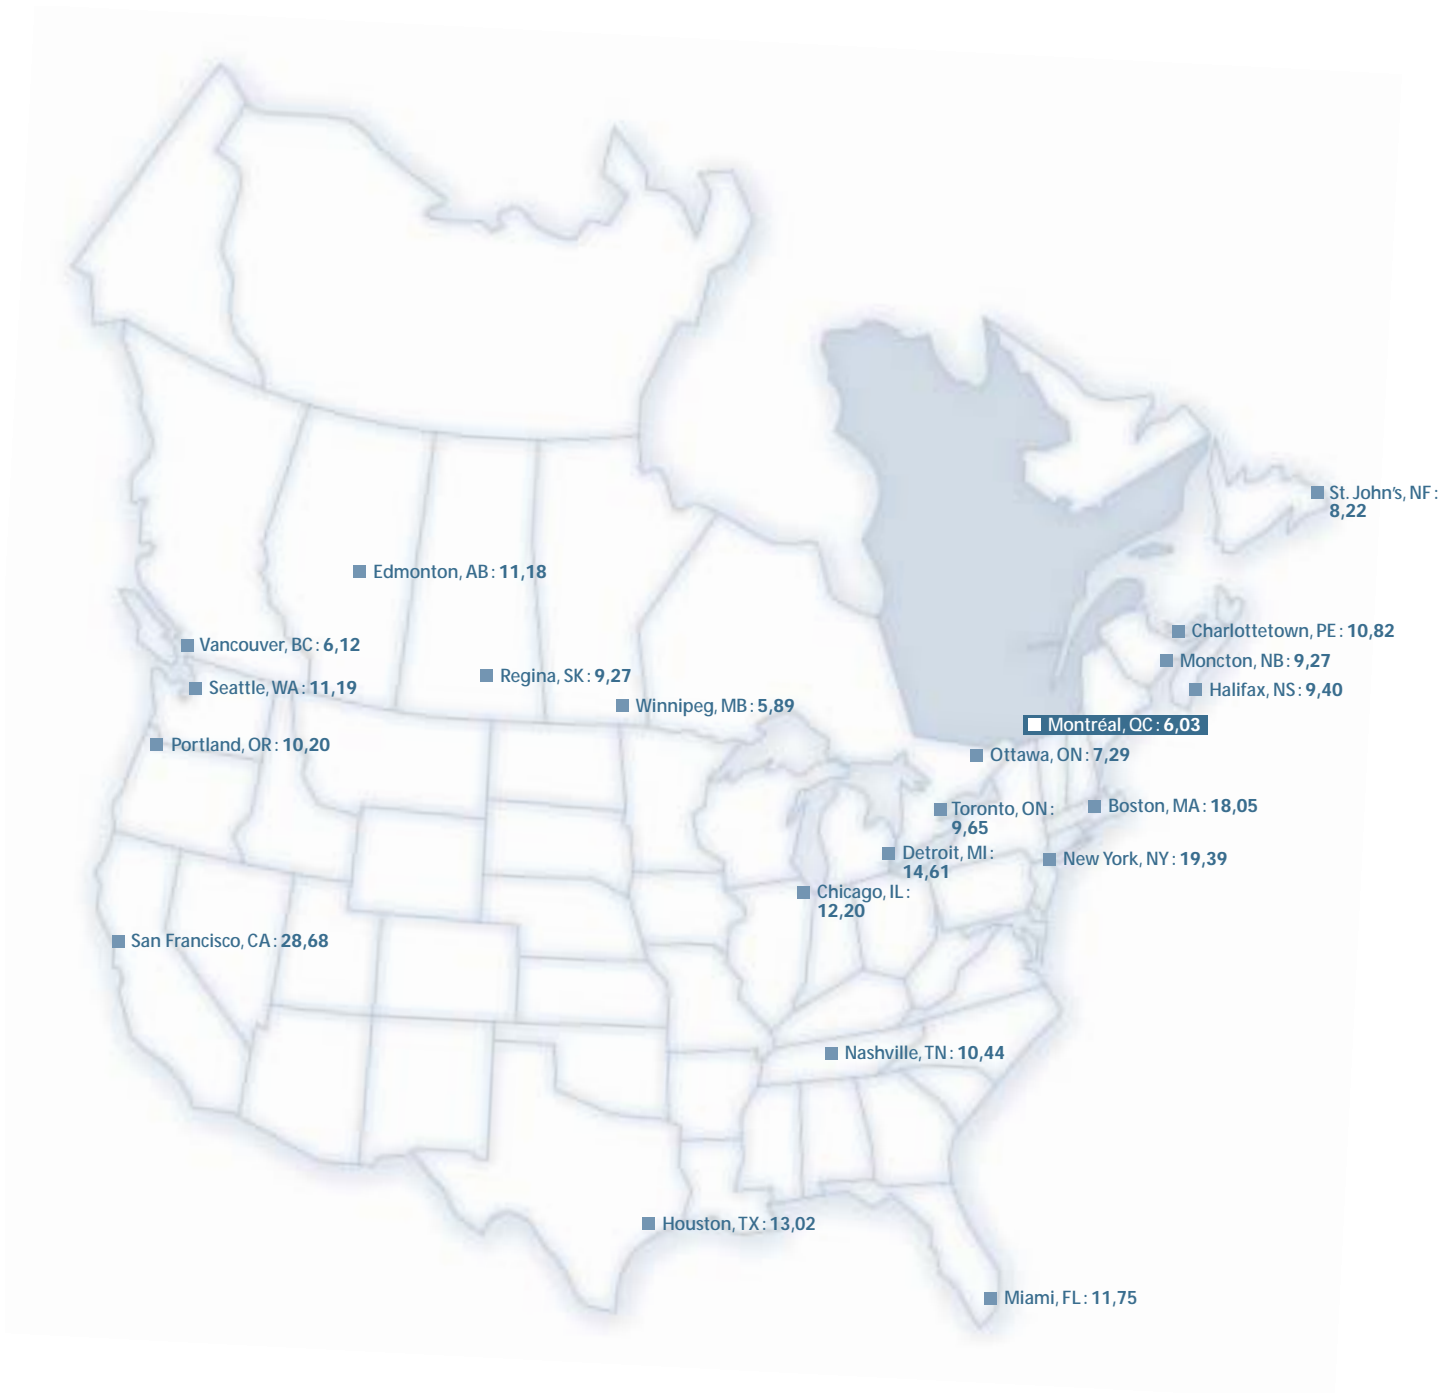 St. John's, NF :
8,22
Edmonton, AB : 11,18
Charlottetown, PE : 10,82
Vancouver, BC : 6,12
Moncton, NB : 9,27
Regina, SK : 9,27
Seattle, WA : 11,19
Halifax, NS : 9,40
Winnipeg, MB : 5,89
Montréal, QC : 6,03
Portland, OR : 10,20
Ottawa, ON : 7,29
Toronto, ON :
9,65
Boston, MA : 18,05
Detroit, MI :
14,61
New York, NY : 19,39
Chicago, IL :
12,20
San Francisco, CA : 28,68
Nashville, TN : 10,44
Houston, TX : 13,02
Miami, FL : 11,75